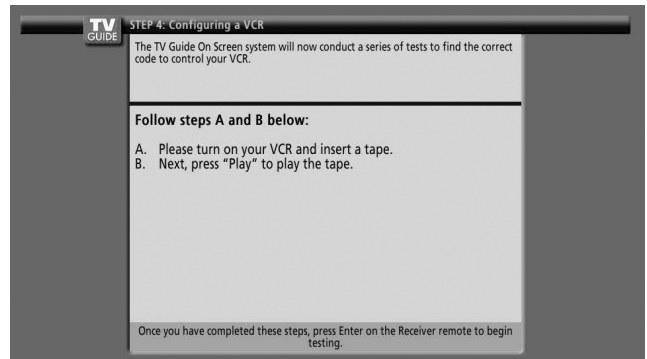 TV
GUIDE
STEP 4: Configuring a VCR
The TV Guide On Screen system will now conduct a series of tests to find the correct
code to control your VCR.
Follow steps A and B below:
A. Please turn on your VCR and insert a tape.
B. Next, press “Play” to play the tape.
Once you have completed these steps, press Enter on the Receiver remote to begin
testing.